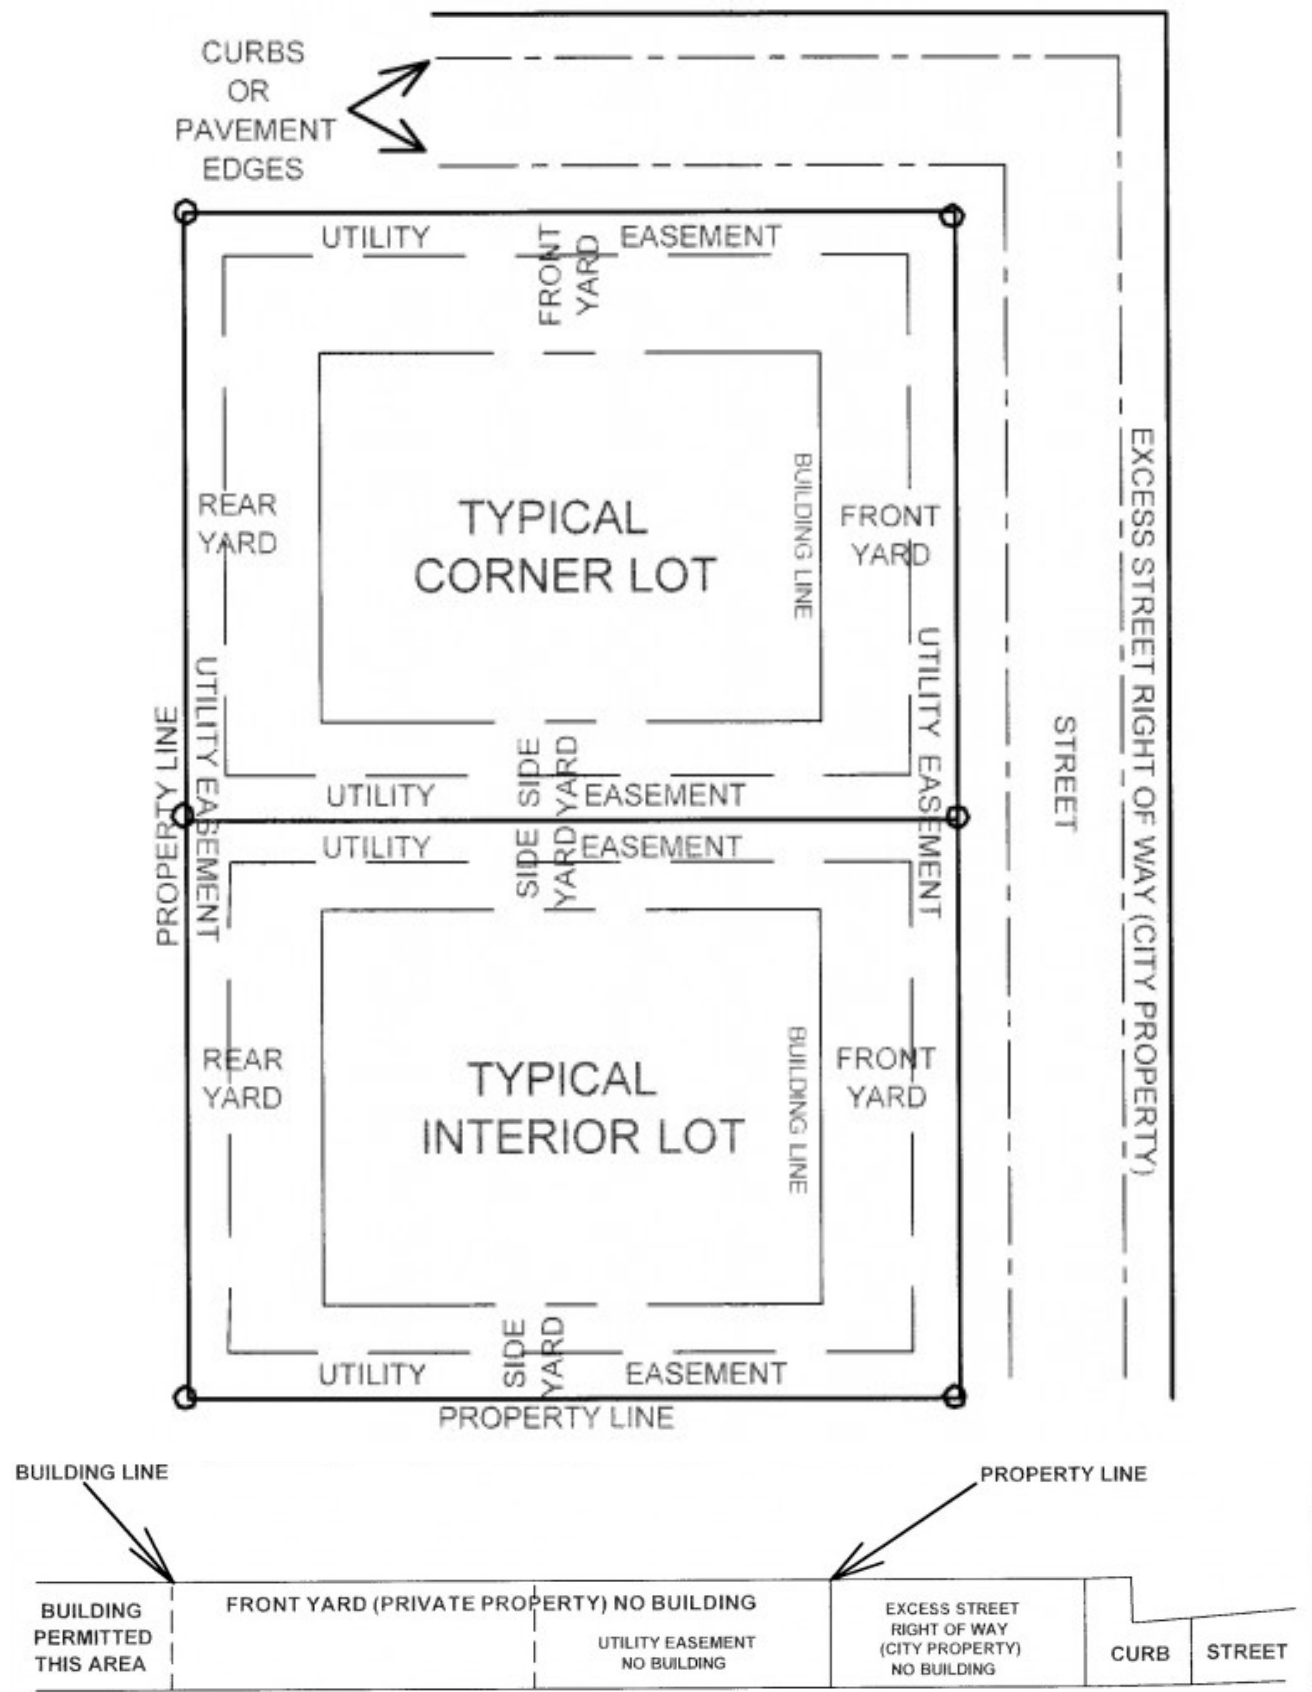 CURBS
OR
PAVEMENT
EDGES
UTILITY
EASEMENT
FRONT
YARD
REAR
YARD
TYPICAL
CORNER LOT
BUILDING LINE
FRONT
YARD
UTILITY EASEMENT
UTILITY EASEMENT
PROPERTY LINE
STREET
EXCESS STREET RIGHT OF WAY (CITY PROPERTY)
SIDE
YARD
UTILITY
EASEMENT
UTILITY
EASEMENT
SIDE
YARD
REAR
YARD
TYPICAL
INTERIOR LOT
BUILDING LINE
FRONT
YARD
SIDE
YARD
UTILITY
EASEMENT
PROPERTY LINE
BUILDING LINE
PROPERTY LINE
BUILDING
PERMITTED
THIS AREA
FRONT YARD (PRIVATE PROPERTY) NO BUILDING
UTILITY EASEMENT
NO BUILDING
EXCESS STREET
RIGHT OF WAY
(CITY PROPERTY)
NO BUILDING
CURB
STREET